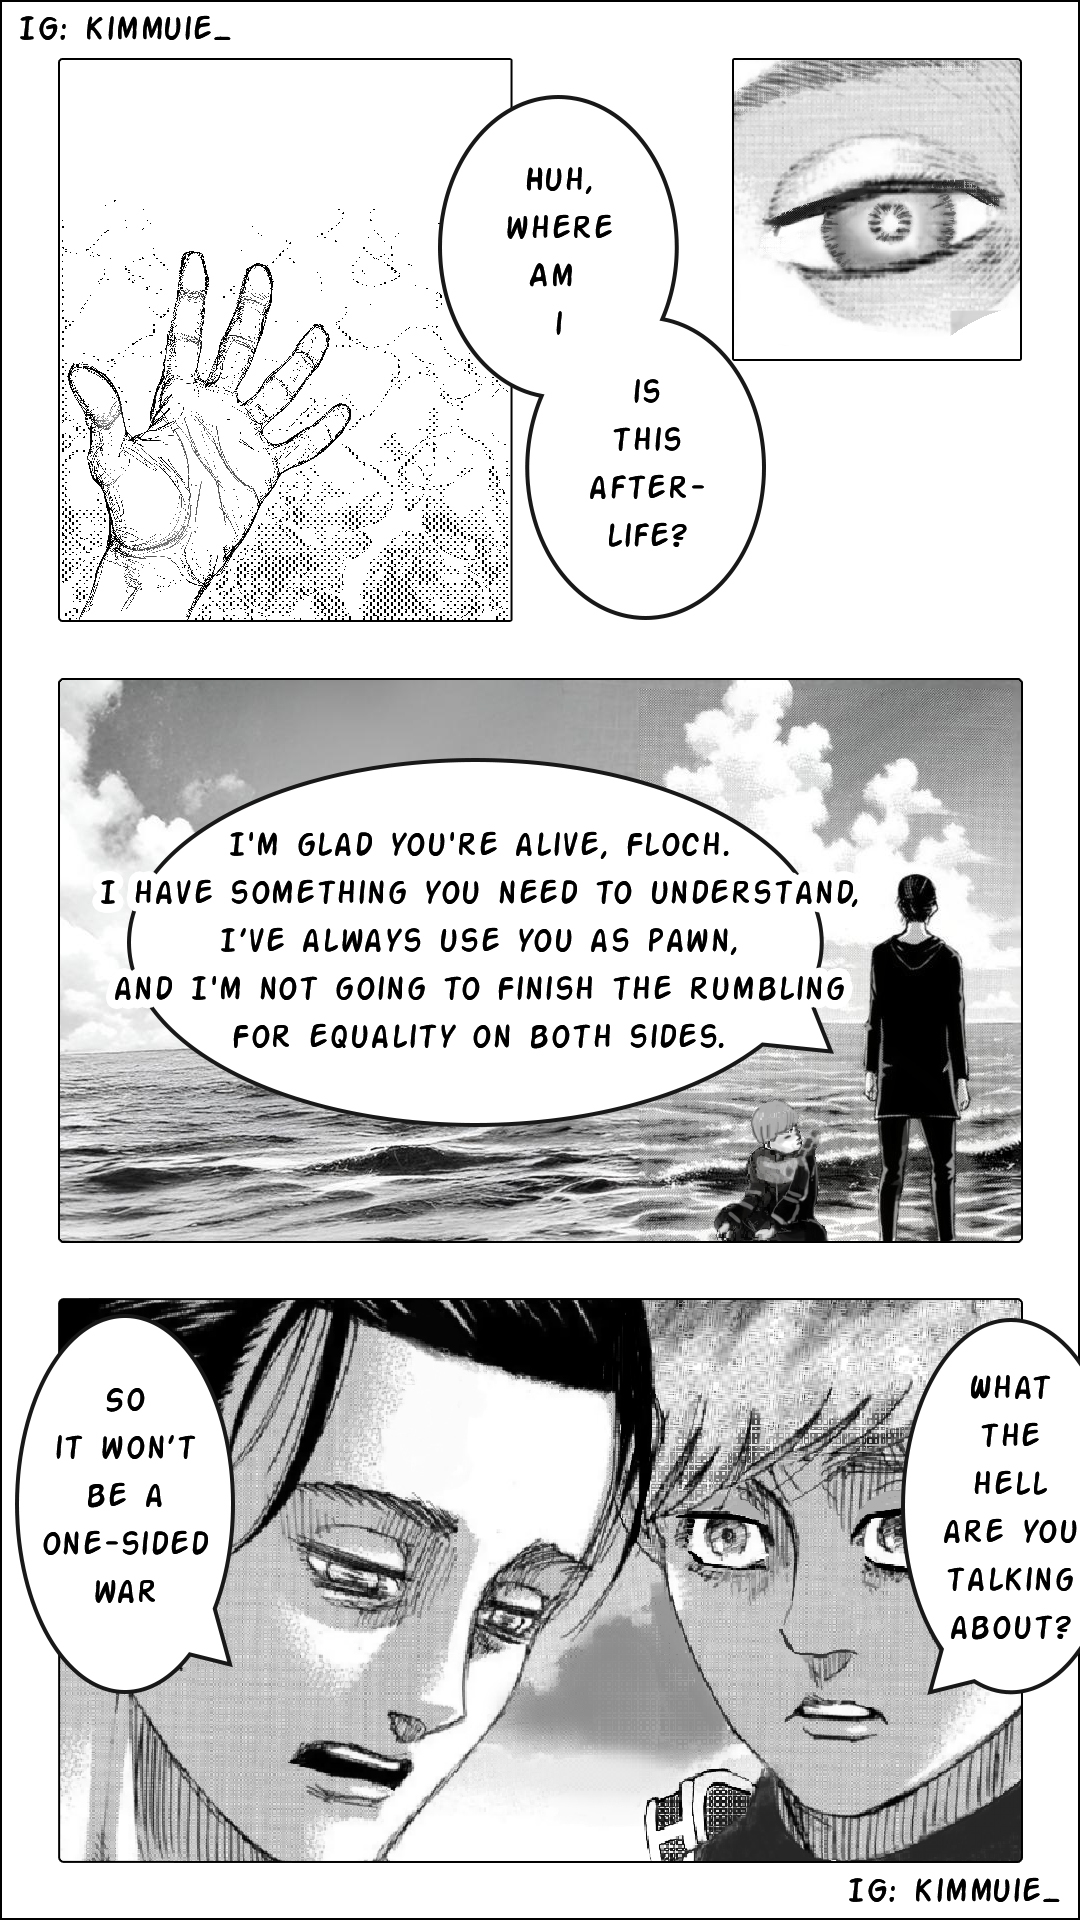 IG: KIMMUIE_
HUH,
WHERE
AM
I
IS
THIS
AFTER-
LIFE?
I'M GLAD YOU'RE ALIVE, FLOCH.
I HAVE SOMETHING YOU NEED TO UNDERSTAND,
I'VE ALWAYS USE YOU AS PAWN,
AND I'M NOT GOING TO FINISH THE RUMBLING
FOR EQUALITY ON BOTH SIDES.
SO
IT WON'T
BE A
ONE-SIDED
WAR
WHAT
THE
HELL
ARE YOU
TALKING
ABOUT?
IG: KIMMUIE_